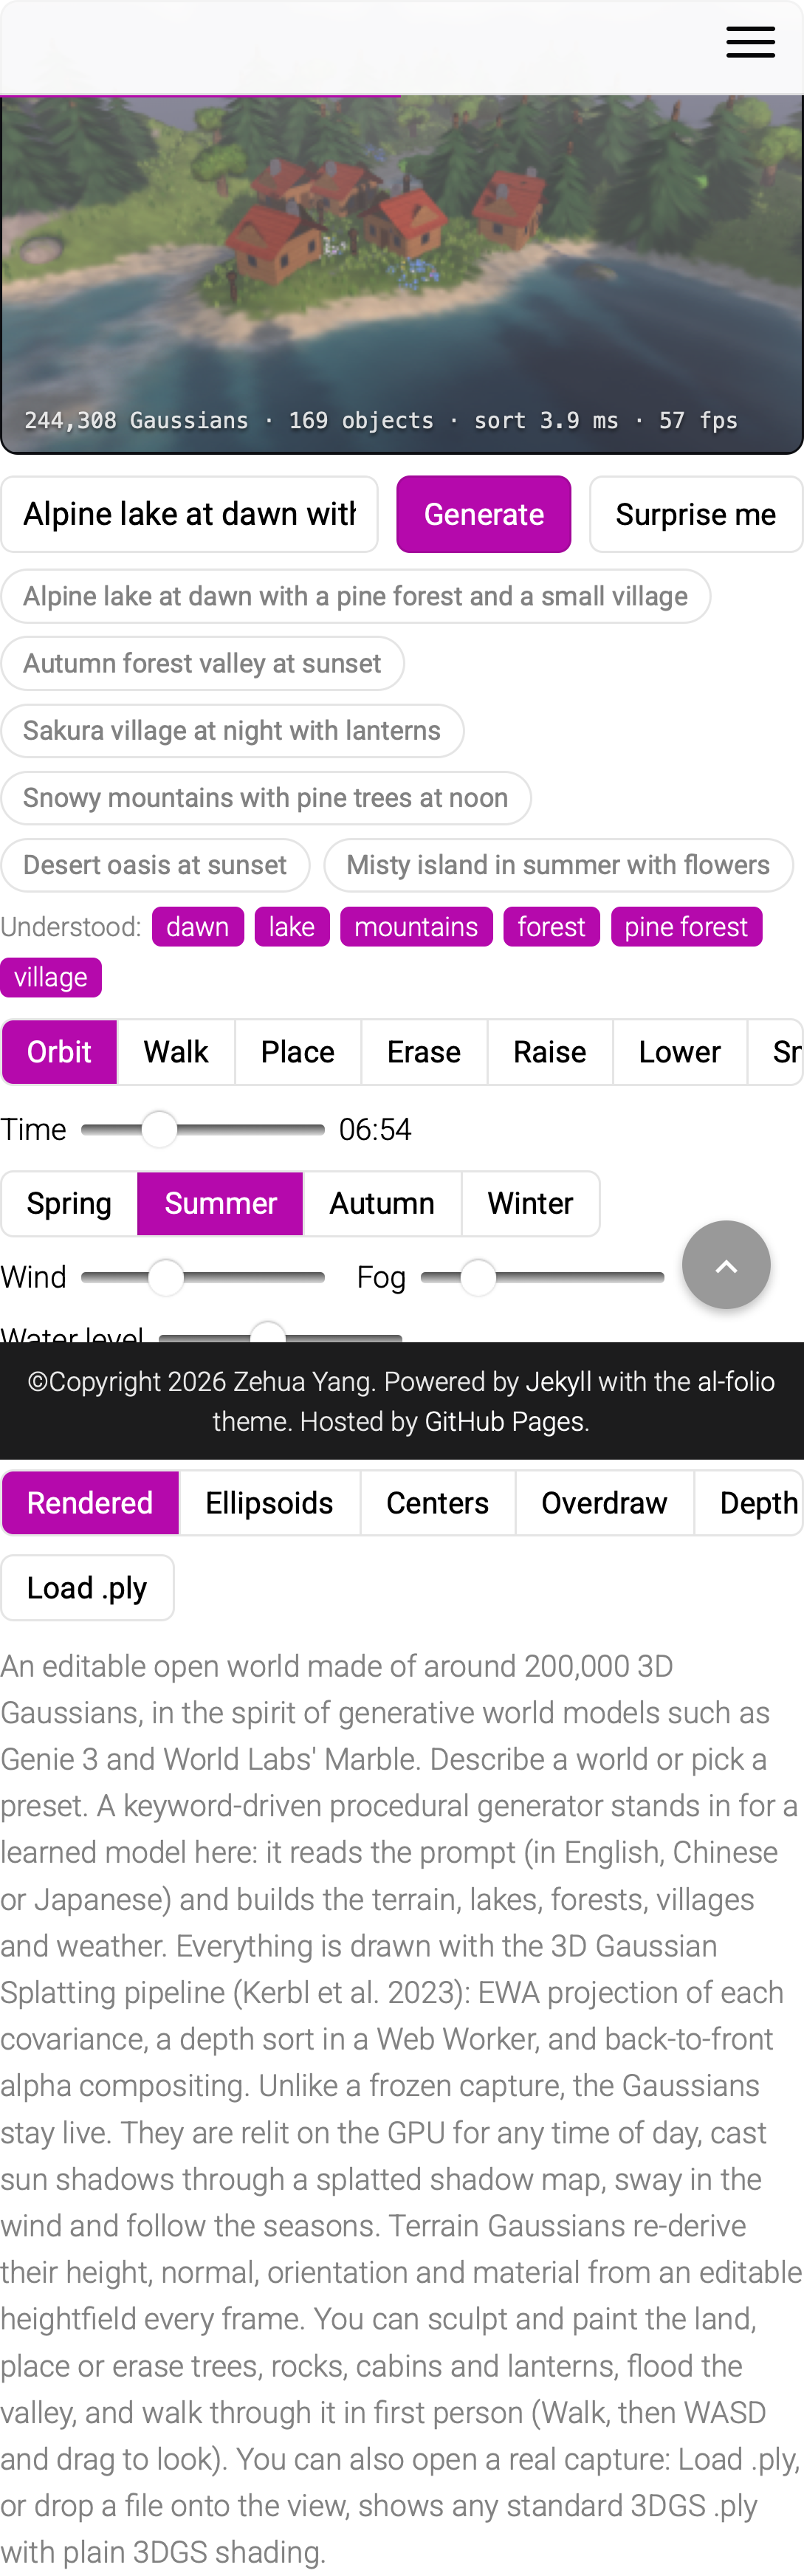 244,308 Gaussians · 169 objects · sort 3.9 ms · 57 fps
Alpine lake at dawn with
Generate
Surprise me
Alpine lake at dawn with a pine forest and a small village
Autumn forest valley at sunset
Sakura village at night with lanterns
Snowy mountains with pine trees at noon
Desert oasis at sunset
Misty island in summer with flowers
Understood: dawn lake mountains forest pine forest
village
Orbit Walk Place Erase Raise Lower
Time 06:54
Spring Summer Autumn Winter
Wind Fog
Water level
©Copyright 2026 Zehua Yang. Powered by Jekyll with the al-folio
theme. Hosted by GitHub Pages.
Rendered Ellipsoids Centers Overdraw Depth
Load .ply
An editable open world made of around 200,000 3D
Gaussians, in the spirit of generative world models such as
Genie 3 and World Labs' Marble. Describe a world or pick a
preset. A keyword-driven procedural generator stands in for a
learned model here: it reads the prompt (in English, Chinese
or Japanese) and builds the terrain, lakes, forests, villages
and weather. Everything is drawn with the 3D Gaussian
Splatting pipeline (Kerbl et al. 2023): EWA projection of each
covariance, a depth sort in a Web Worker, and back-to-front
alpha compositing. Unlike a frozen capture, the Gaussians
stay live. They are relit on the GPU for any time of day, cast
sun shadows through a splatted shadow map, sway in the
wind and follow the seasons. Terrain Gaussians re-derive
their height, normal, orientation and material from an editable
heightfield every frame. You can sculpt and paint the land,
place or erase trees, rocks, cabins and lanterns, flood the
valley, and walk through it in first person (Walk, then WASD
and drag to look). You can also open a real capture: Load .ply,
or drop a file onto the view, shows any standard 3DGS .ply
with plain 3DGS shading.